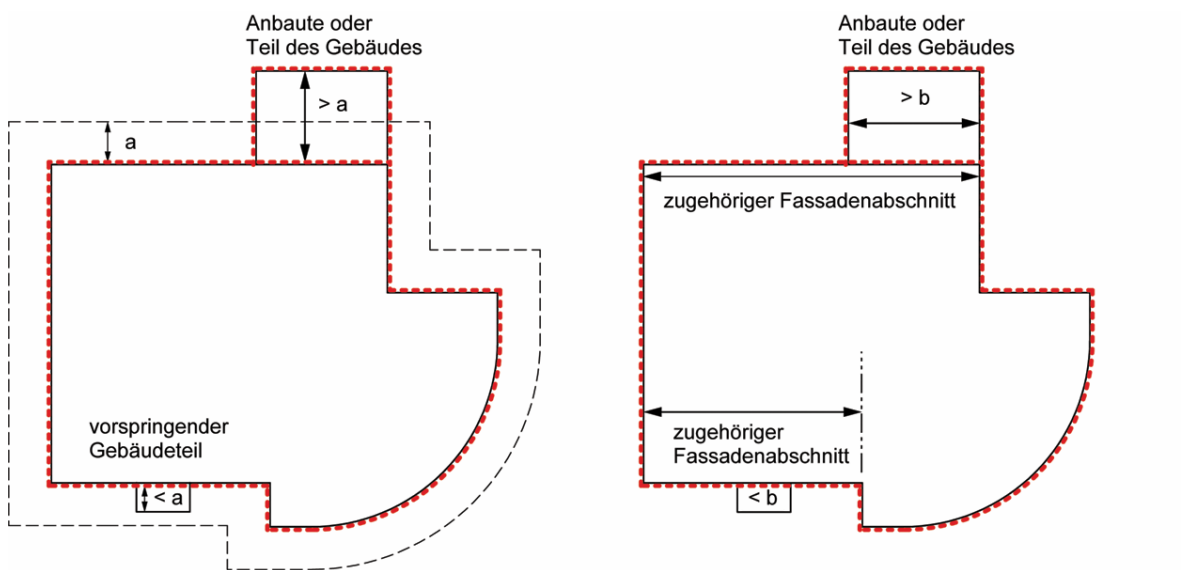 Anbaute oder
Teil des Gebäudes
> a
a
vorspringender
Gebäudeteil
< a
Anbaute oder
Teil des Gebäudes
> b
zugehöriger Fassadenabschnitt
zugehöriger
Fassadenabschnitt
< b